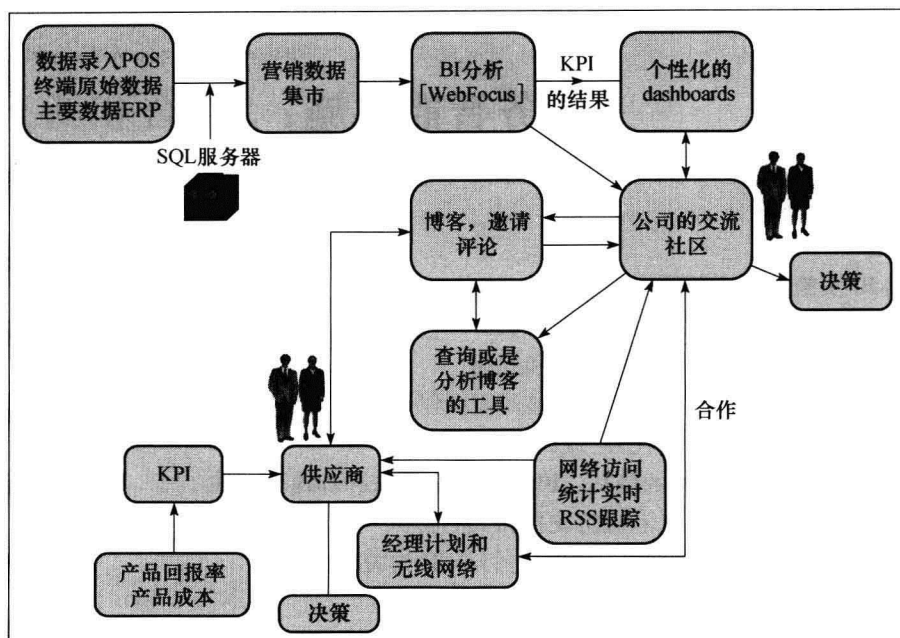 数据录入POS
终端原始数据
主要数据ERP
营销数据
集市
BI分析
[WebFocus]
KPI
的结果
个性化的
dashboards
SQL服务器
博客，邀请
评论
公司的交流
社区
决策
查询或是
分析博客
的工具
合作
KPI
供应商
网络访问
统计实时
RSS跟踪
经理计划和
无线网络
产品回报率
产品成本
决策